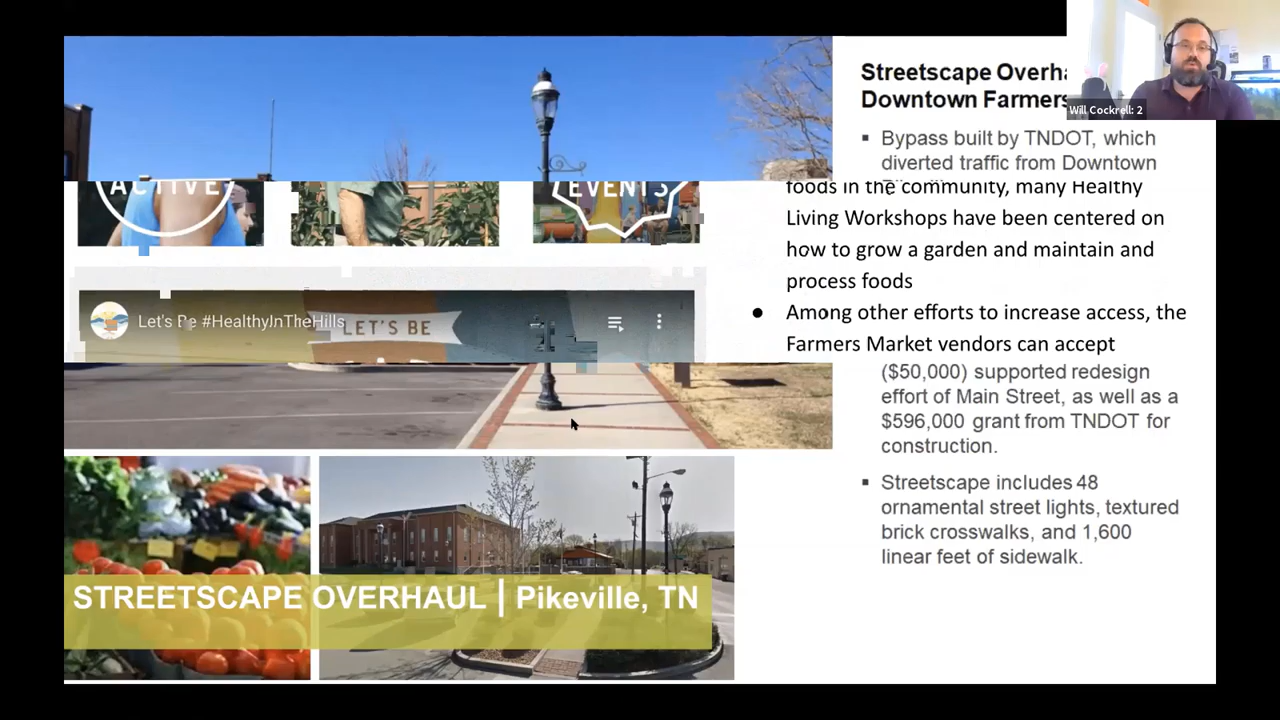 Streetscape
Downtown
Will Cockrell: 2
Bypass built by TNDOT, which
diverted traffic from Downtown
ACTIVE
EVENTS
foods in the community, many Healthy
Living Workshops have been centered on
how to grow a garden and maintain and
process foods
Let's Be #HealthyInTheHills
LET'S BE
Among other efforts to increase access, the
Farmers Market vendors can accept
($50,000) supported redesign
effort of Main Street, as well as a
$596,000 grant from TNDOT for
construction.
Streetscape includes 48
ornamental street lights, textured
brick crosswalks, and 1,600
linear feet of sidewalk.
STREETSCAPE OVERHAUL | Pikeville, TN